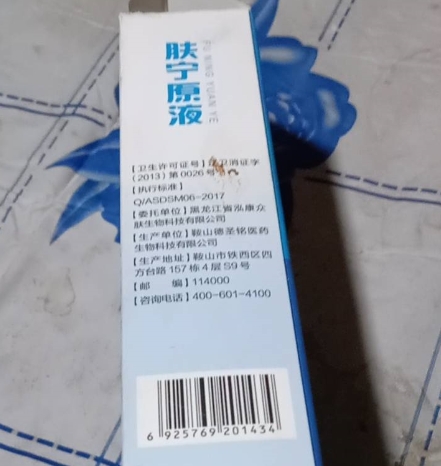 肤宁原液
FU NING YUAN YE
【卫生许可证号】卫消证字
(2013)第0026号
【执行标准】
Q/ASDSM06-2017
【委托单位】黑龙江省泓康众
肤生物科技有限公司
【生产单位】鞍山德圣铭医药
生物科技有限公司
【生产地址】鞍山市铁西区四
方台路157栋4层S9号
【邮 编】114000
【咨询电话】400-601-4100
6 925769 201434